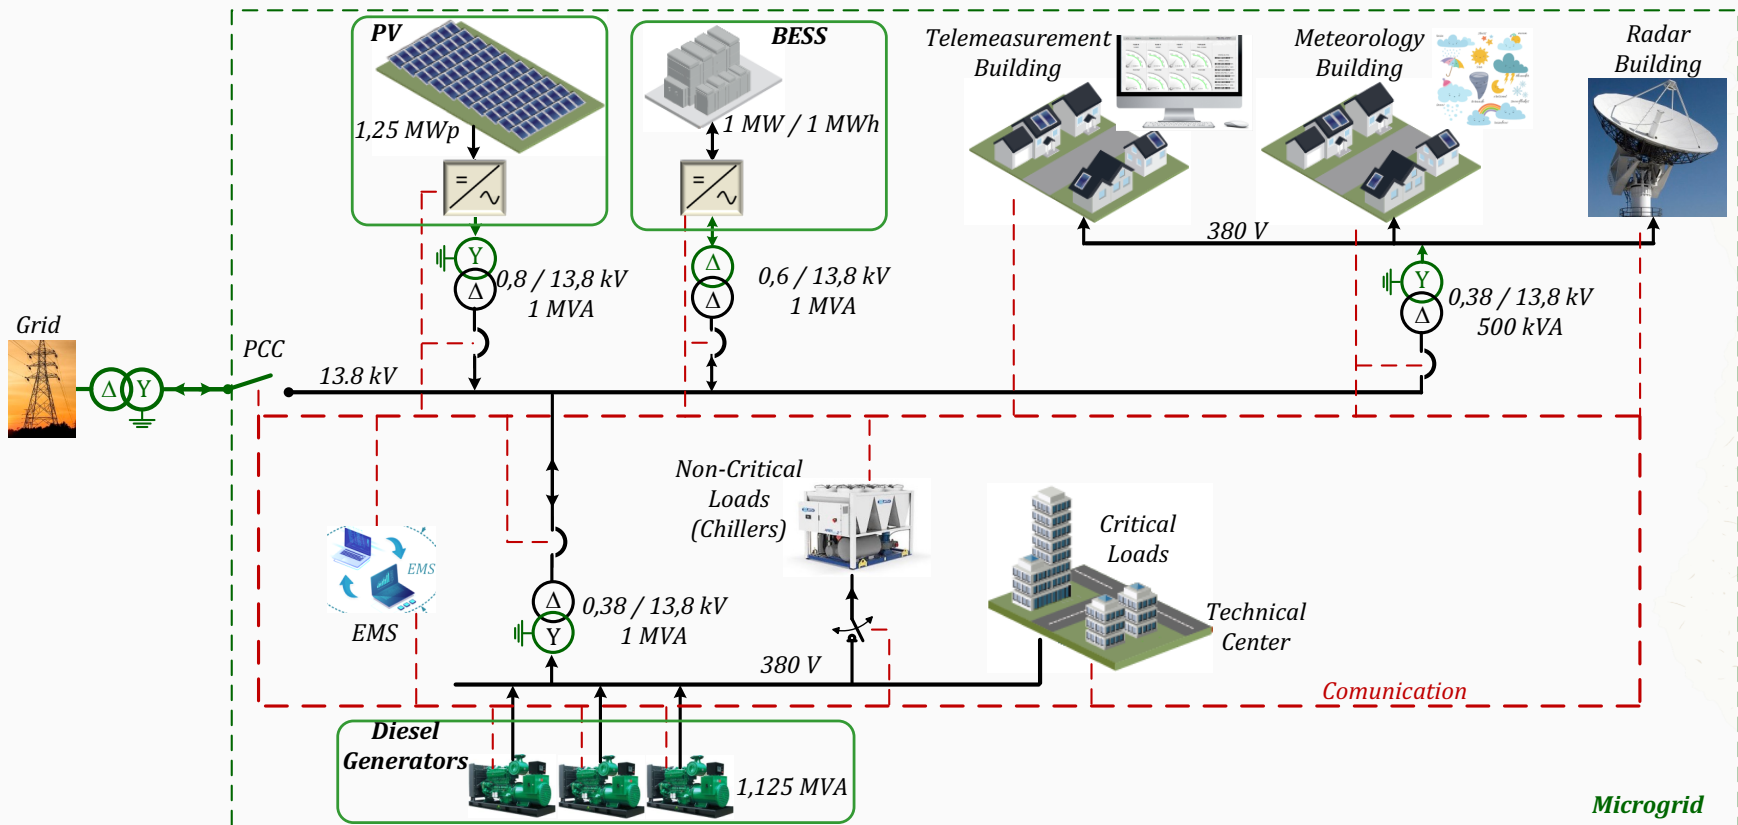 PV
1,25 MWp
BESS
1 MW / 1 MWh
Telemeasurement
Building
Meteorology
Building
Radar
Building
380 V
Y
Δ
0,8 / 13,8 kV
1 MVA
Δ
Δ
0,6 / 13,8 kV
1 MVA
Y
Δ
0,38 / 13,8 kV
500 kVA
Grid
Δ
Y
PCC
13.8 kV
Non-Critical
Loads
(Chillers)
Critical
Loads
Technical
Center
EMS
EMS
Δ
Y
0,38 / 13,8 kV
1 MVA
380 V
Comunication
Diesel
Generators
1,125 MVA
Microgrid